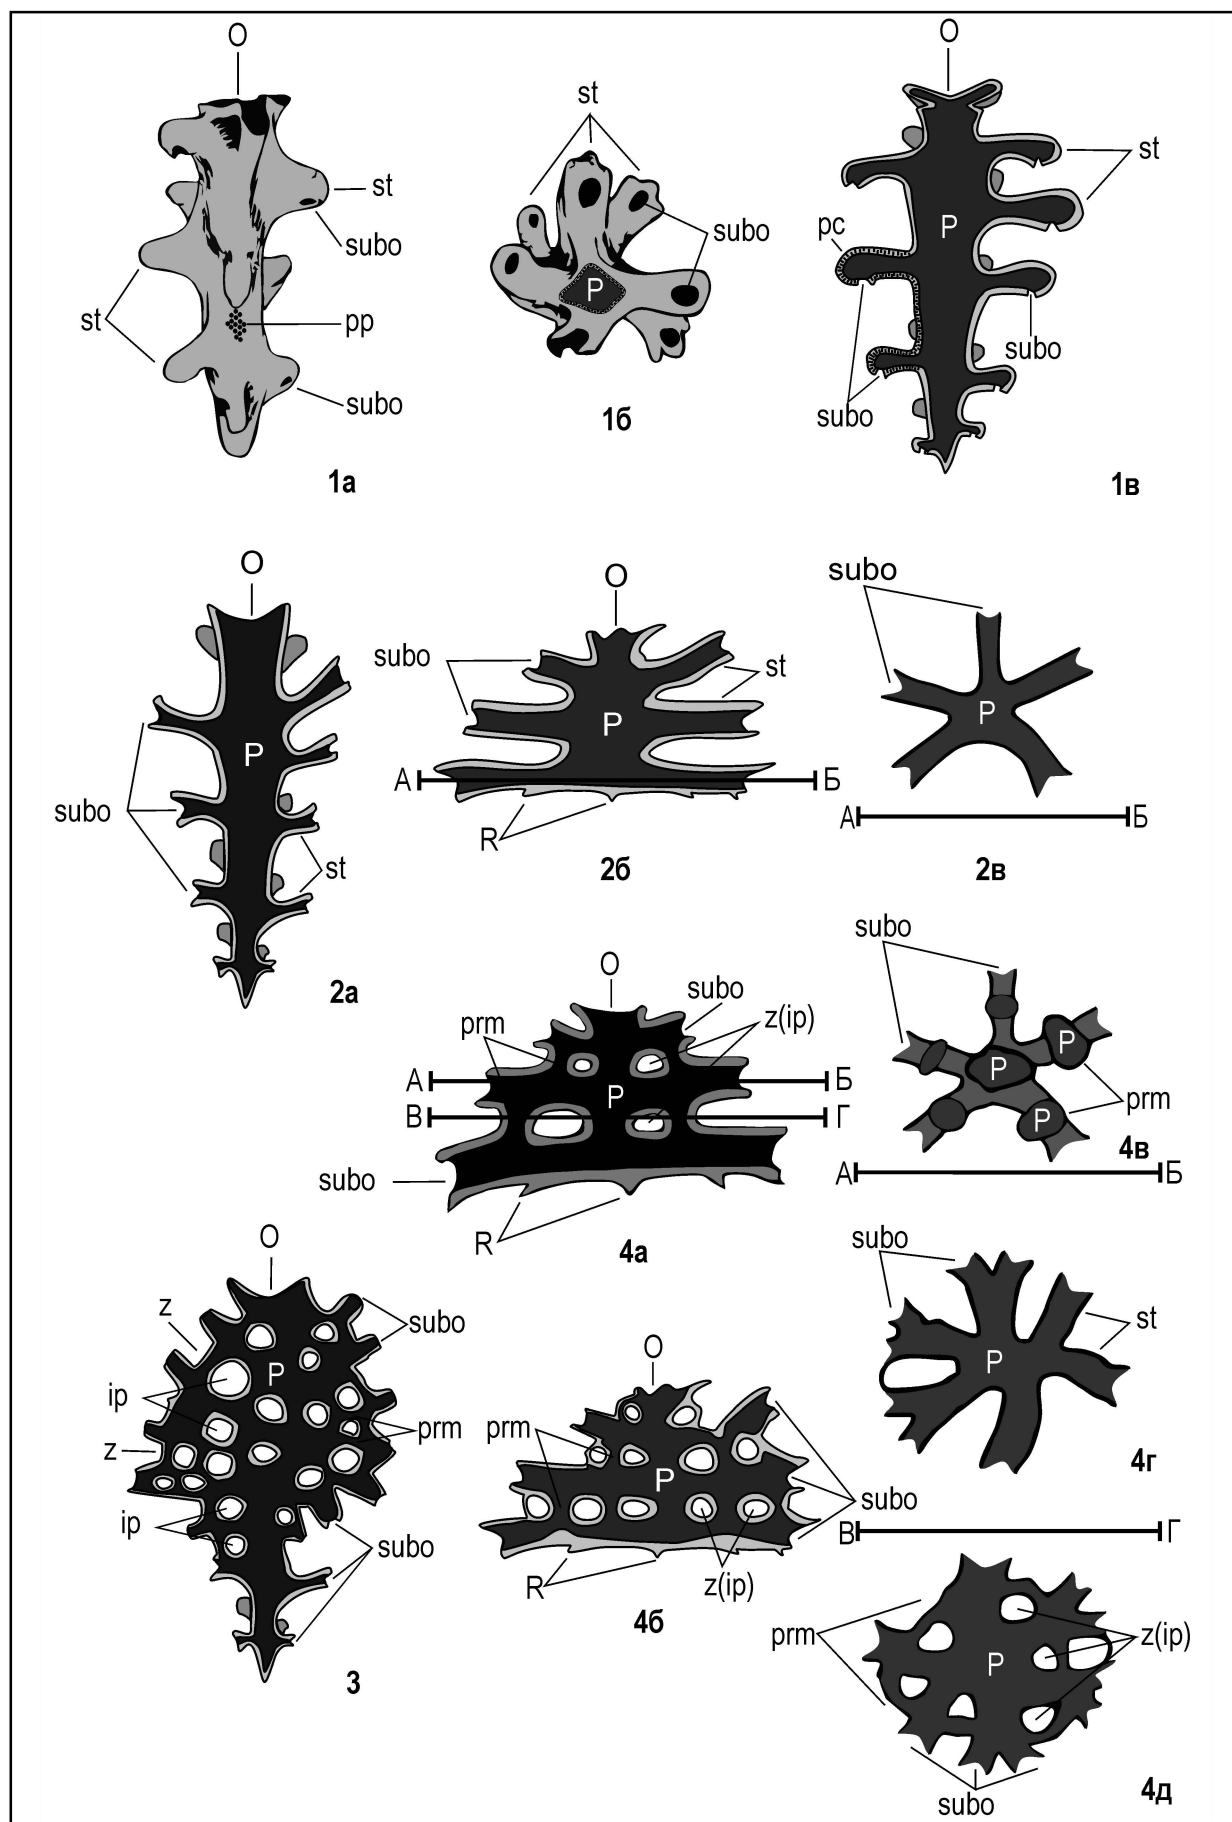 O
st
subo
st
pp
subo
1а
st
subo
P
1б
O
st
pc
P
subo
subo
1в
O
P
subo
st
2а
O
subo
st
P
А Б
R
2б
subo
P
А Б
2в
O
subo
prm
z(ip)
А Б
P
В Г
subo
R
4а
subo
P
P
P
P
prm
4в
А Б
O
z
subo
P
ip
prm
z
ip
subo
3
O
prm
P
subo
R
z(ip)
4б
subo
st
P
4г
В Г
prm
z(ip)
P
subo
4д